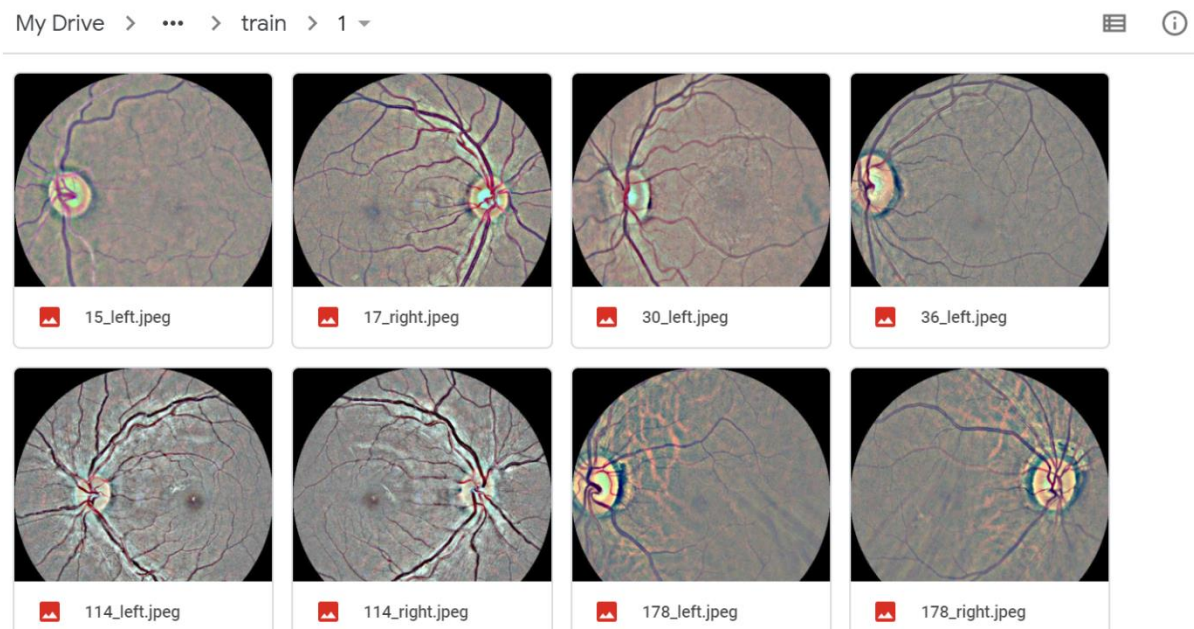 My Drive > ... > train > 1
15_left.jpeg
17_right.jpeg
30_left.jpeg
36_left.jpeg
114_left.jpeg
114_right.jpeg
178_left.jpeg
178_right.jpeg